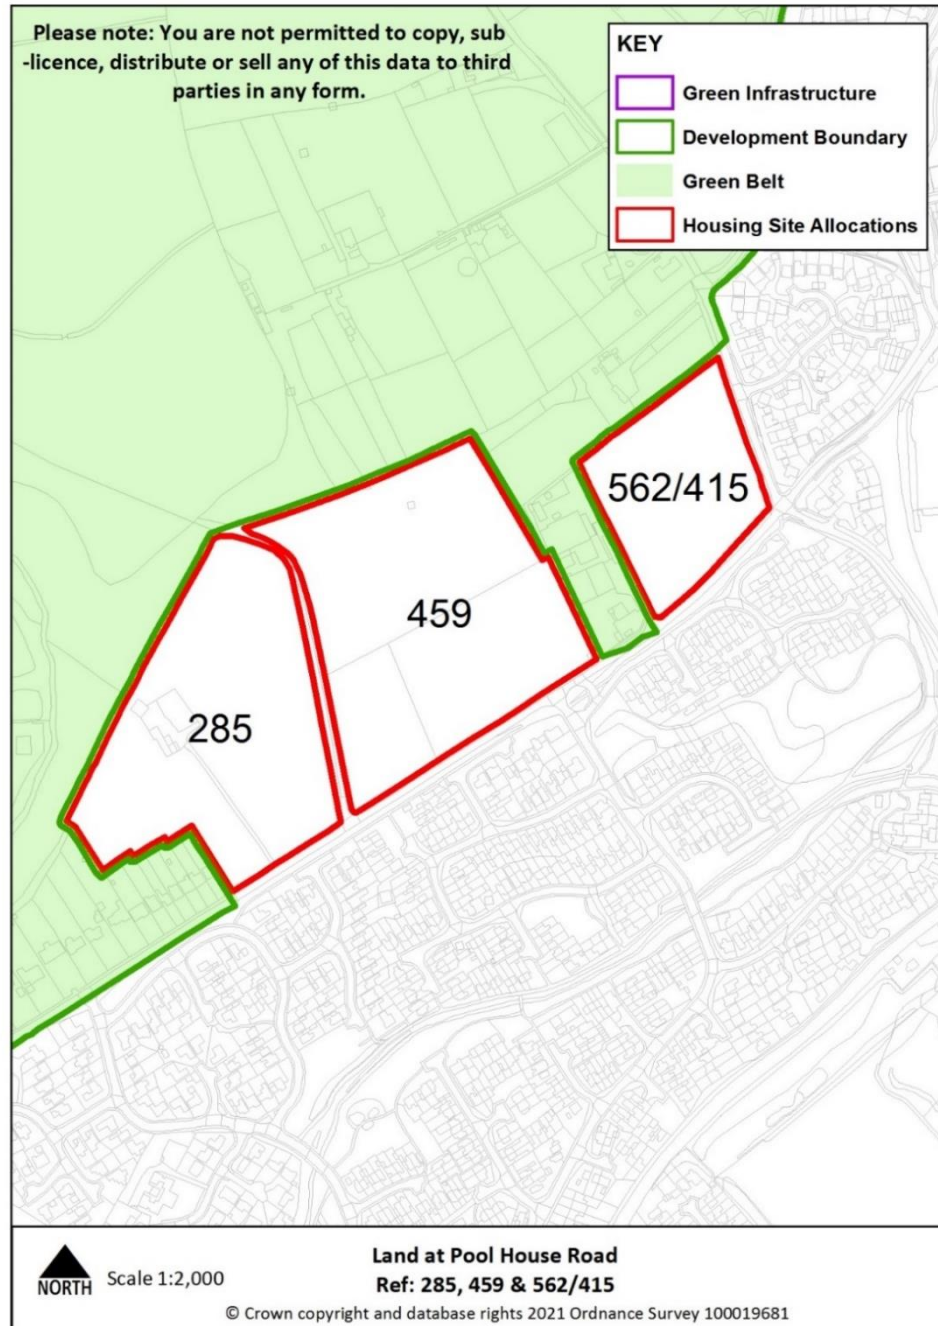 Please note: You are not permitted to copy, sub
-licence, distribute or sell any of this data to third
parties in any form.
KEY
Green Infrastructure
Development Boundary
Green Belt
Housing Site Allocations
562/415
459
285
NORTH
Scale 1:2,000
Land at Pool House Road
Ref: 285, 459 & 562/415
© Crown copyright and database rights 2021 Ordnance Survey 100019681